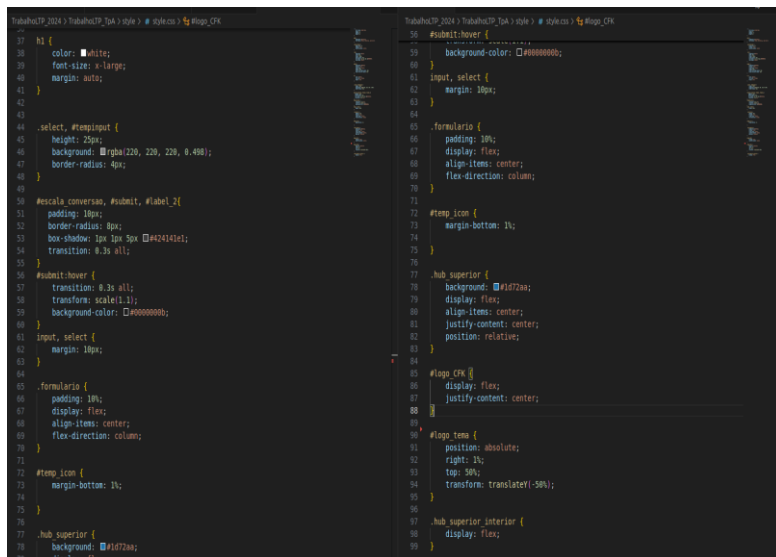 TrabalhoLTP_2024 > TrabalhoLTP_TpA > style > # style.css > #logo_CFK
36
37 h1 {
38 color: white;
39 font-size: x-large;
40 margin: auto;
41 }
42
43
44 .select, #tempinput {
45 height: 25px;
46 background: rgba(220, 220, 220, 0.498);
47 border-radius: 4px;
48 }
49
50 #escala_conversao, #submit, #label_2{
51 padding: 10px;
52 border-radius: 8px;
53 box-shadow: 1px 1px 5px #424141e1;
54 transition: 0.3s all;
55 }
56 #submit:hover {
57 transition: 0.3s all;
58 transform: scale(1.1);
59 background-color: #0000000b;
60 }
61 input, select {
62 margin: 10px;
63 }
64
65 .formulario {
66 padding: 10%;
67 display: flex;
68 align-items: center;
69 flex-direction: column;
70 }
71
72 #temp_icon {
73 margin-bottom: 1%;
74
75 }
76
77 .hub_superior {
78 background: #1d72aa;
TrabalhoLTP_2024 > TrabalhoLTP_TpA > style > # style.css > #logo_CFK
56 #submit:hover {
59 background-color: #0000000b;
60 }
61 input, select {
62 margin: 10px;
63 }
64
65 .formulario {
66 padding: 10%;
67 display: flex;
68 align-items: center;
69 flex-direction: column;
70 }
71
72 #temp_icon {
73 margin-bottom: 1%;
74
75 }
76
77 .hub_superior {
78 background: #1d72aa;
79 display: flex;
80 align-items: center;
81 justify-content: center;
82 position: relative;
83 }
84
85 #logo_CFK {
86 display: flex;
87 justify-content: center;
88 }
89
90 #logo_tema {
91 position: absolute;
92 right: 1%;
93 top: 50%;
94 transform: translateY(-50%);
95 }
96
97 .hub_superior_interior {
98 display: flex;
99 }